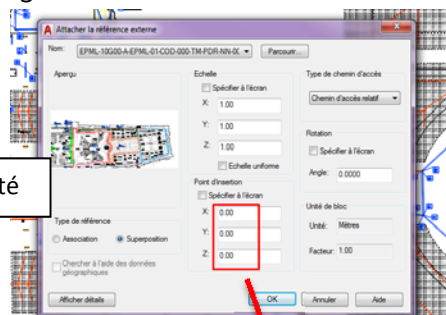 Attacher la référence externe
Nom: EPML-10G00-A-EPML-01-COD-000-TM-PDR-NN-0( Parcourir...
Aperçu
Echelle
Spécifier à l'écran
X: 1.00
Y: 1.00
Z: 1.00
Echelle uniforme
Type de chemin d'accès
Chemin d'accès relatif
Rotation
Spécifier à l'écran
Angle: 0.0000
té
Type de référence
Association Superposition
Chercher à l'aide des données
géographiques
Point d'insertion
Spécifier à l'écran
X: 0.00
Y: 0.00
Z: 0.00
Unité de bloc
Unité: Mètres
Facteur: 1.00
Afficher détails OK Annuler Aide